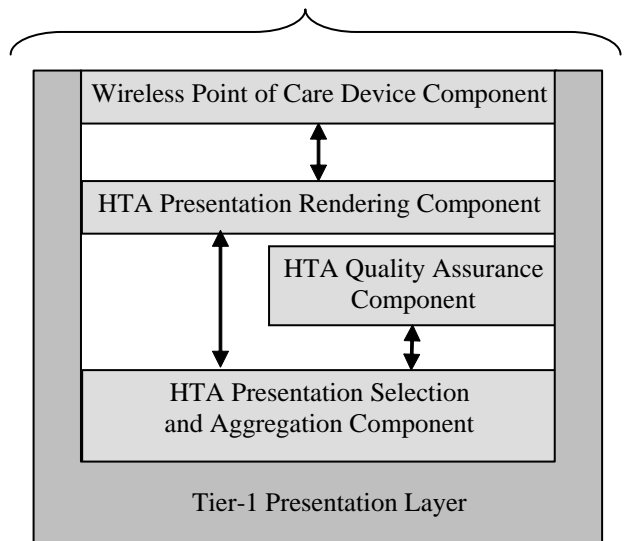 Wireless Point of Care Device Component
HTA Presentation Rendering Component
HTA Quality Assurance
Component
HTA Presentation Selection
and Aggregation Component
Tier-1 Presentation Layer